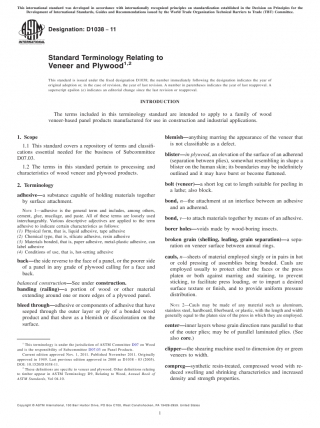 This international standard was developed in accordance with internationally recognized principles on standardization established in the Decision on Principles for the
Development of International Standards, Guides and Recommendations issued by the World Trade Organization Technical Barriers to Trade (TBT) Committee.
ASTM
INTERNATIONAL
Designation: D1038 − 11
Standard Terminology Relating to
Veneer and Plywood1,2
This standard is issued under the fixed designation D1038; the number immediately following the designation indicates the year of
original adoption or, in the case of revision, the year of last revision. A number in parentheses indicates the year of last reapproval. A
superscript epsilon (ε) indicates an editorial change since the last revision or reapproval.
INTRODUCTION
The terms included in this terminology standard are intended to apply to a family of wood
veneer-based panel products manufactured for use in construction and industrial applications.
1. Scope
1.1 This standard covers a repository of terms and classifi-
cations essential needed for the business of Subcommittee
D07.03.
1.2 The terms in this standard pertain to processing and
characteristics of wood veneer and plywood products.
2. Terminology
adhesive—a substance capable of holding materials together
by surface attachment.
NOTE 1—adhesive is the general term and includes, among others,
cement, glue, mucilage, and paste. All of these terms are loosely used
interchangeably. Various descriptive adjectives are applied to the term
adhesive to indicate certain characteristics as follows:
(1) Physical form, that is, liquid adhesive, tape adhesive;
(2) Chemical type, that is, silicate adhesive, resin adhesive;
(3) Materials bonded, that is, paper adhesive, metal-plastic adhesive, can
label adhesive;
(4) Conditions of use, that is, hot-setting adhesive.
back—the side reverse to the face of a panel, or the poorer side
of a panel in any grade of plywood calling for a face and
back.
balanced construction—See under construction.
banding (railing)—a portion of wood or other material
extending around one or more edges of a plywood panel.
bleed through—adhesive or components of adhesive that have
seeped through the outer layer or ply of a bonded wood
product and that show as a blemish or discoloration on the
surface.
1 This terminology is under the jurisdiction of ASTM Committee D07 on Wood
and is the responsibility of Subcommittee D07.03 on Panel Products.
Current edition approved Nov. 1, 2011. Published November 2011. Originally
approved in 1949. Last previous edition approved in 2005 as D1038 – 83 (2005).
DOI: 10.1520/D1038-11.
2 These definitions are specific to veneer and plywood. Other definitions relating
to timber appear in ASTM Terminology D9, Relating to Wood, Annual Book of
ASTM Standards, Vol 04.10.
blemish—anything marring the appearance of the veneer that
is not classifiable as a defect.
blister—in plywood, an elevation of the surface of an adherend
(separation between plies), somewhat resembling in shape a
blister on the human skin; its boundaries may be indefinitely
outlined and it may have burst or become flattened.
bolt (veneer)—a short log cut to length suitable for peeling in
a lathe; also block.
bond, n—the attachment at an interface between an adhesive
and an adherend.
bond, v—to attach materials together by means of an adhesive.
borer holes—voids made by wood-boring insects.
broken grain (shelling, leafing, grain separation)—a sepa-
ration on veneer surface between annual rings.
cauls, n—sheets of material employed singly or in pairs in hot
or cold pressing of assemblies being bonded. Cauls are
employed usually to protect either the faces or the press
platen or both against marring and staining, to prevent
sticking, to facilitate press loading, or to impart a desired
surface texture or finish, and to provide uniform pressure
distribution.
NOTE 2—Cauls may be made of any material such as aluminum,
stainless steel, hardboard, fiberboard, or plastic, with the length and width
generally equal to the platen size of the press in which they are employed.
center—inner layers whose grain direction runs parallel to that
of the outer plies; may be of parallel laminated plies. (See
also core.)
clipper—the shearing machine used to dimension dry or green
veneers to width.
compreg—synthetic resin-treated, compressed wood with re-
duced swelling and shrinking characteristics and increased
density and strength properties.
Copyright © ASTM International, 100 Barr Harbor Drive, PO Box C700, West Conshohocken, PA 19428-2959. United States
1